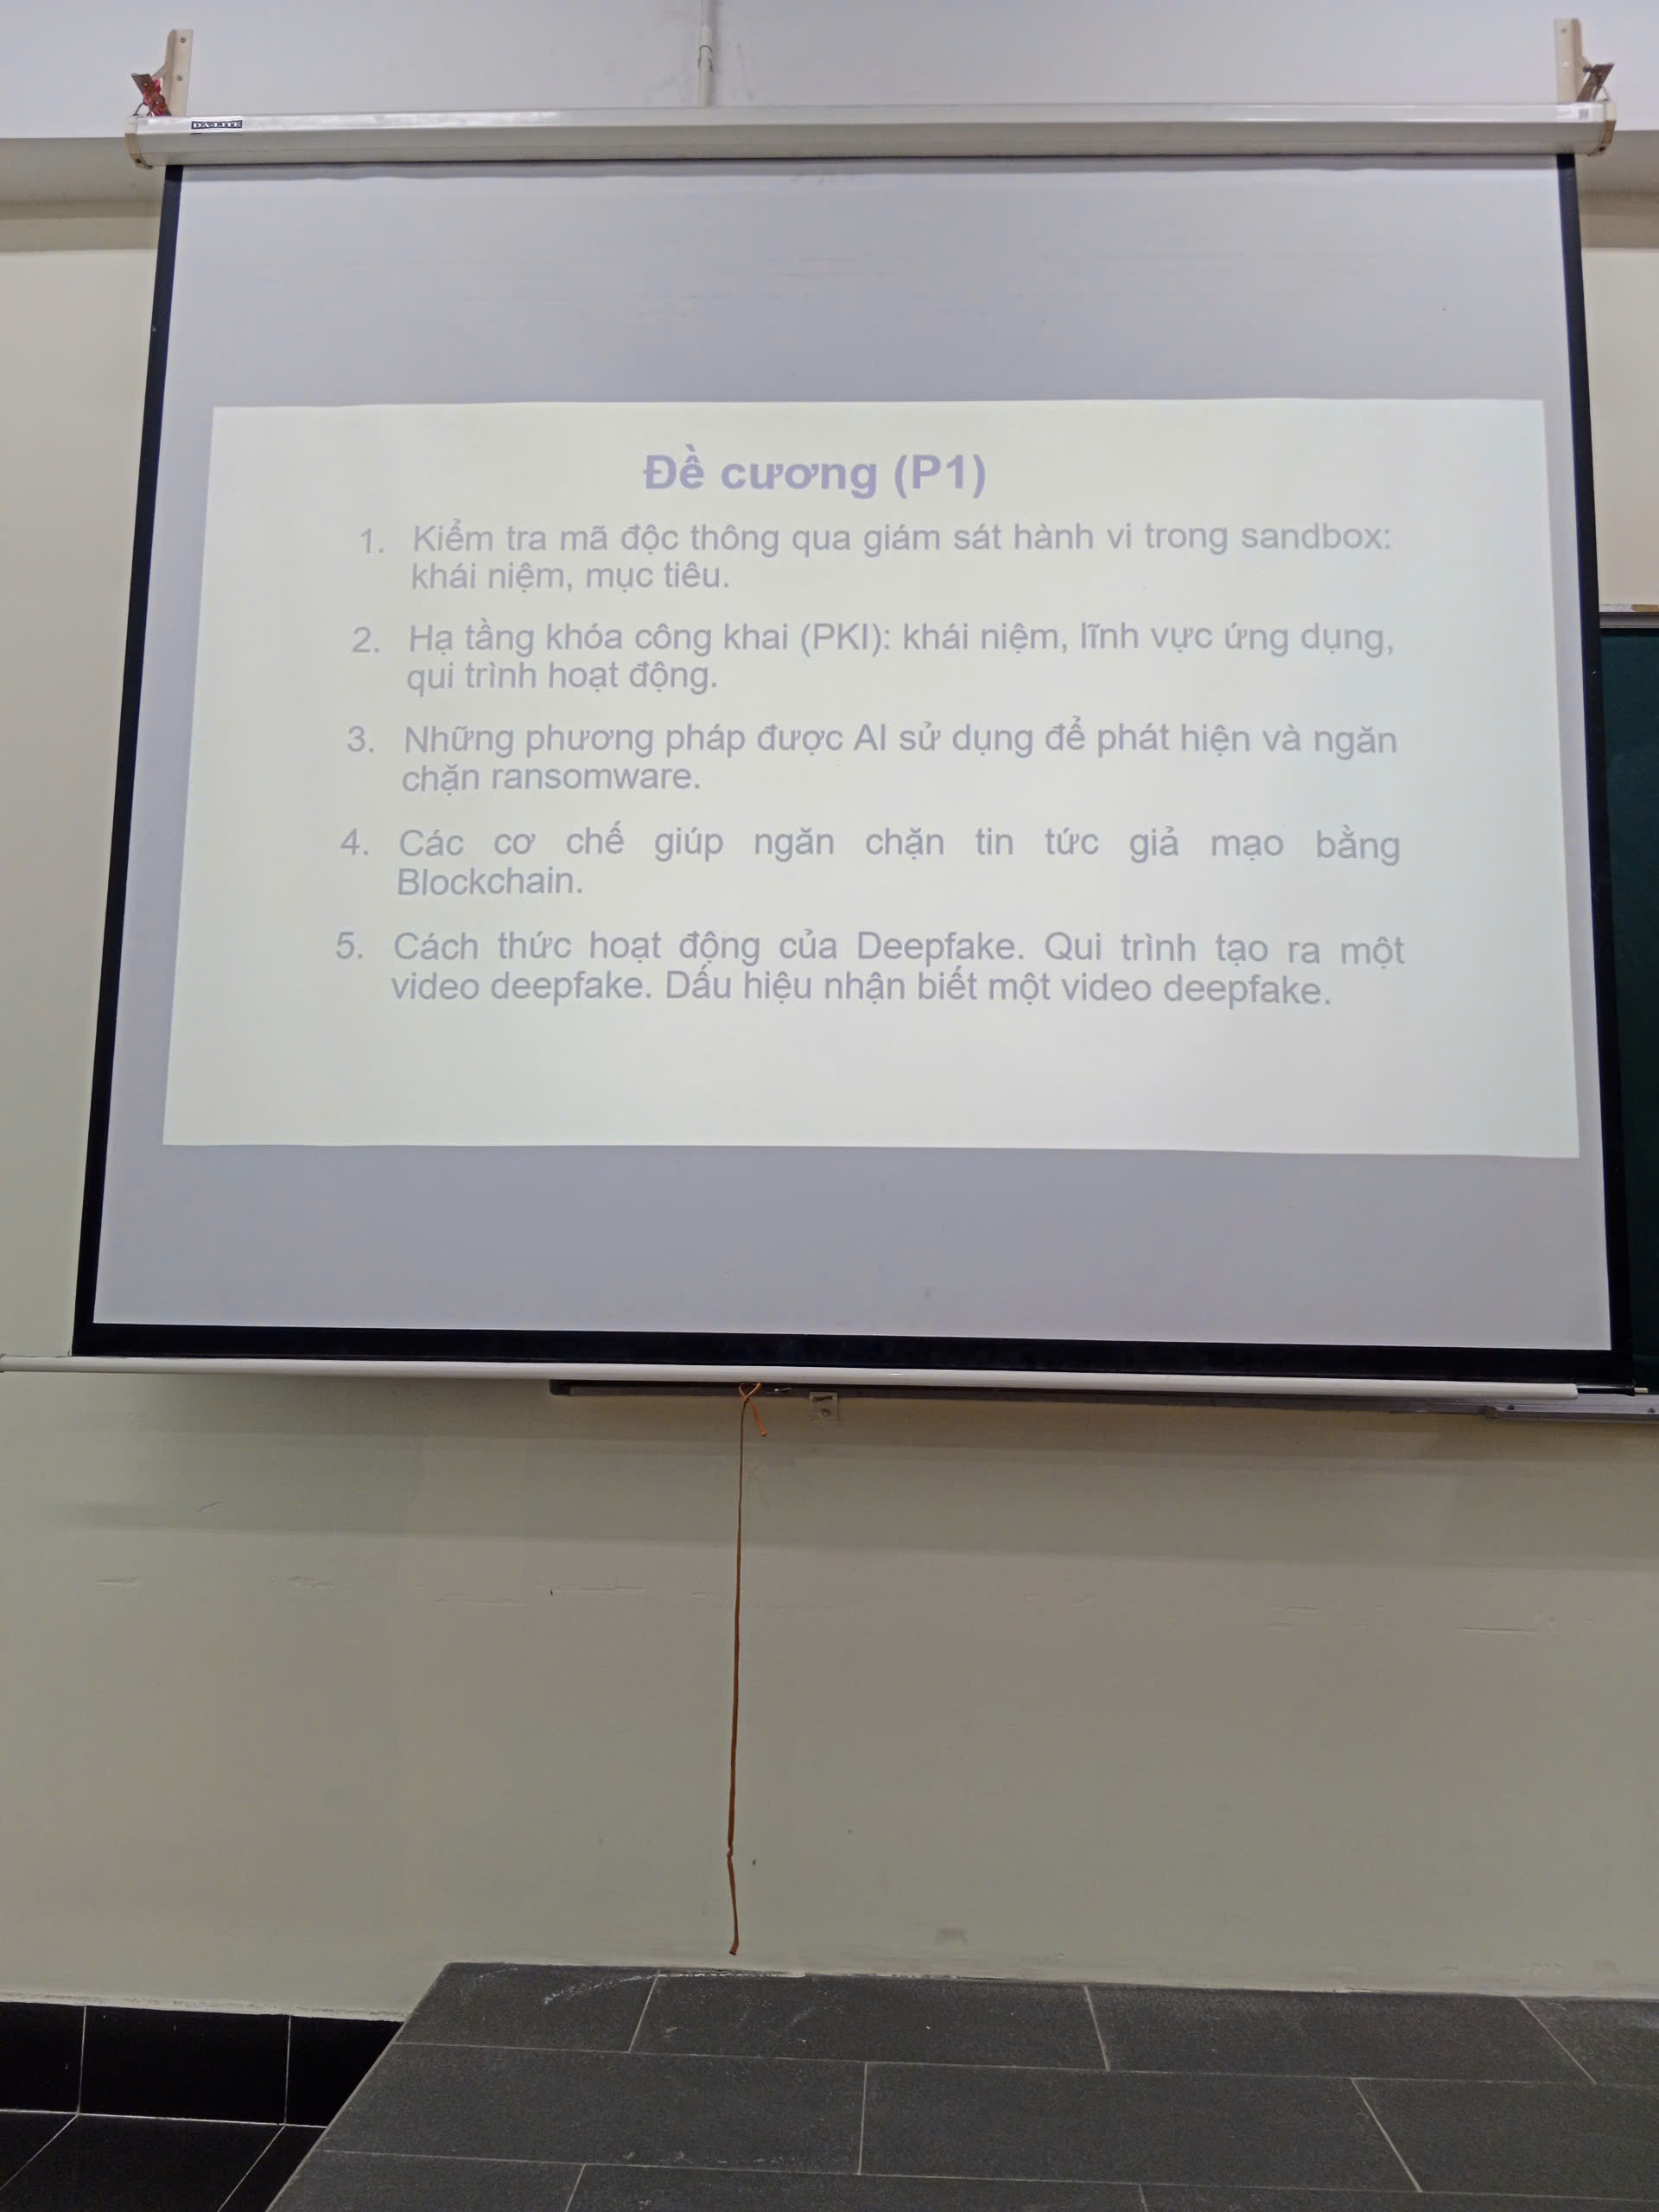 DA-LITE
Đề cương (P1)
1. Kiểm tra mã độc thông qua giám sát hành vi trong sandbox:
khái niệm, mục tiêu.
2. Hạ tầng khóa công khai (PKI): khái niệm, lĩnh vực ứng dụng,
qui trình hoạt động.
3. Những phương pháp được AI sử dụng để phát hiện và ngăn
chặn ransomware.
4. Các cơ chế giúp ngăn chặn tin tức giả mạo bằng
Blockchain.
5. Cách thức hoạt động của Deepfake. Qui trình tạo ra một
video deepfake. Dấu hiệu nhận biết một video deepfake.